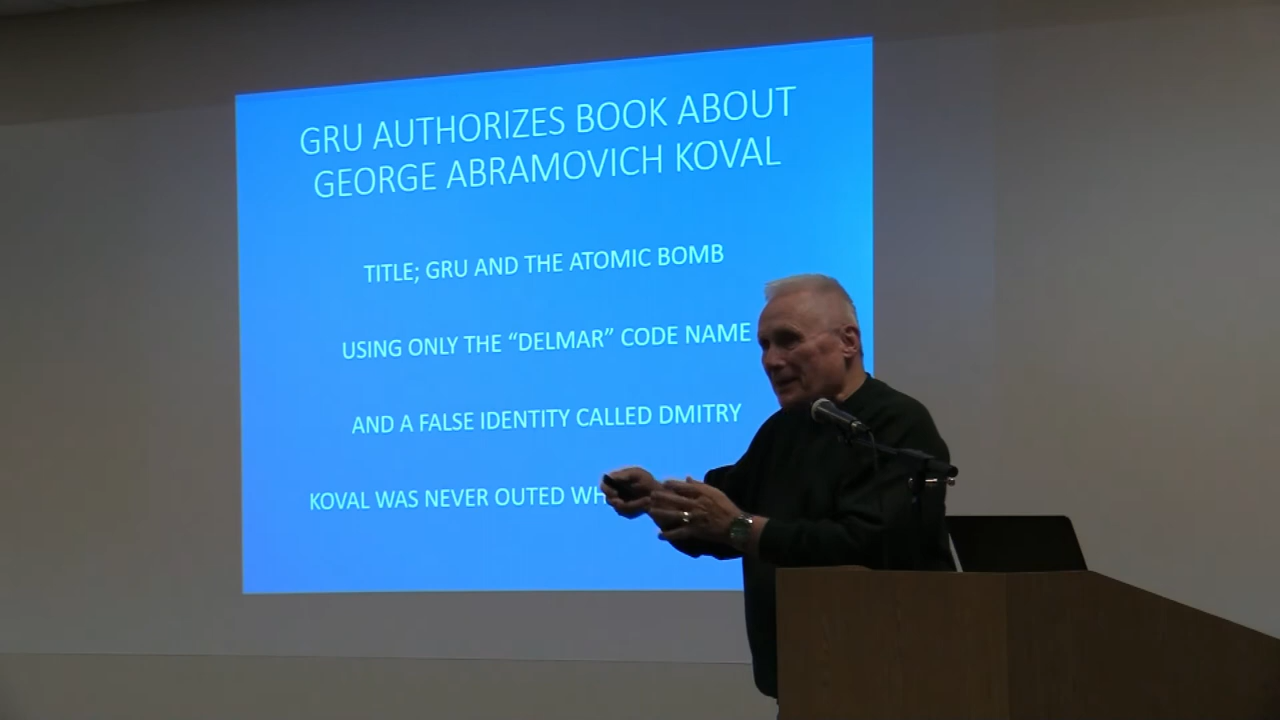 GRU AUTHORIZES BOOK ABOUT
GEORGE ABRAMOVICH KOVAL
TITLE; GRU AND THE ATOMIC BOMB
USING ONLY THE “DELMAR” CODE NAME
AND A FALSE IDENTITY CALLED DMITRY
KOVAL WAS NEVER OUTED